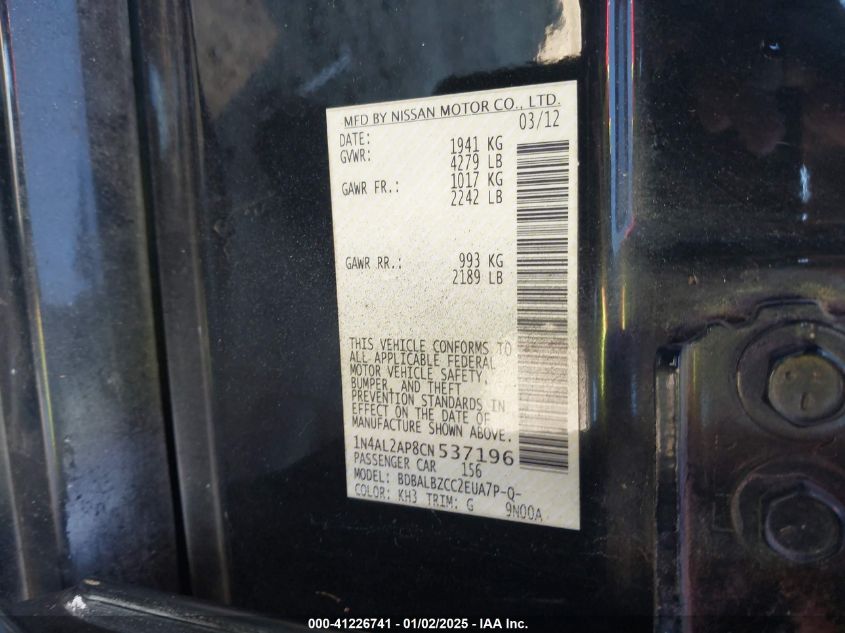 MFD BY NISSAN MOTOR CO., LTD.
DATE: 03/12
GVWR: 1941 KG
4279 LB
GAWR FR.: 1017 KG
2242 LB
GAWR RR.: 993 KG
2189 LB
THIS VEHICLE CONFORMS TO
ALL APPLICABLE FEDERAL
MOTOR VEHICLE SAFETY,
BUMPER, AND THEFT
PREVENTION STANDARDS IN
EFFECT ON THE DATE OF
MANUFACTURE SHOWN ABOVE.
1N4AL2AP8CN 537196
PASSENGER CAR 156
MODEL: BDBALBZCC2EUA7P-Q-
COLOR: KH3 TRIM: G 9N00A
000-41226741 - 01/02/2025 - IAA Inc.